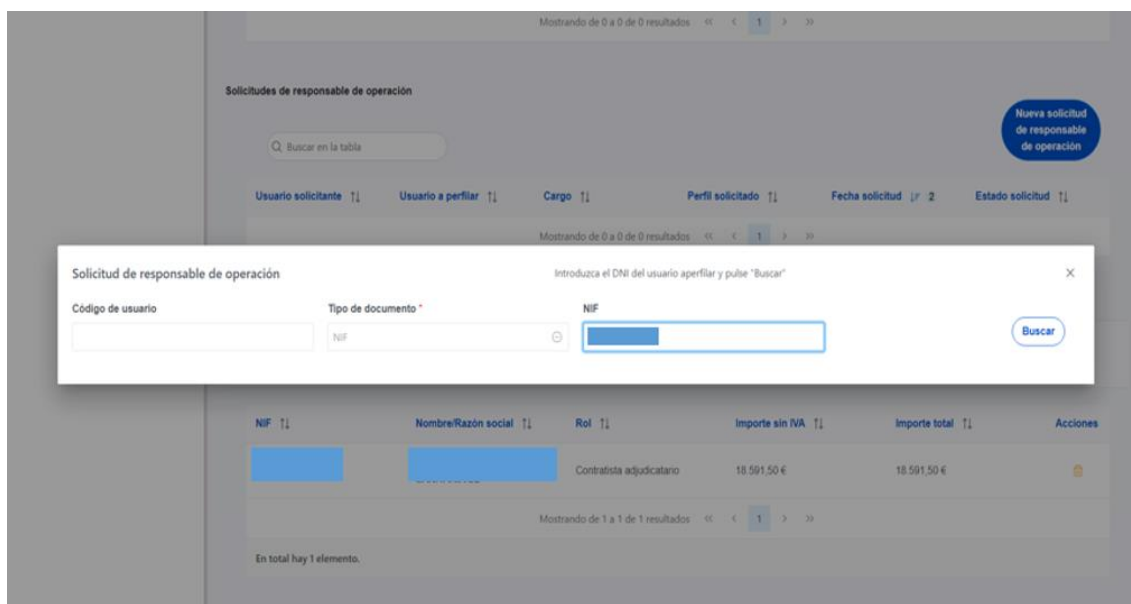 Mostrando de 0 a 0 de 0 resultados << < 1 > >>
Solicitudes de responsable de operación
Nueva solicitud
de responsable
de operación
Buscar en la tabla
Usuario solicitante Usuario a perfilar Cargo Perfil solicitado Fecha solicitud 2 Estado solicitud
Mostrando de 0 a 0 de 0 resultados << < 1 > >>
Solicitud de responsable de operación Introduzca el DNI del usuario aperfilar y pulse "Buscar"
Código de usuario Tipo de documento * NIF
NIF
Buscar
NIF Nombre/Razón social Rol Importe sin IVA Importe total Acciones
Contratista adjudicatario 18.591,50 € 18.591,50 €
Mostrando de 1 a 1 de 1 resultados << < 1 > >>
En total hay 1 elemento.